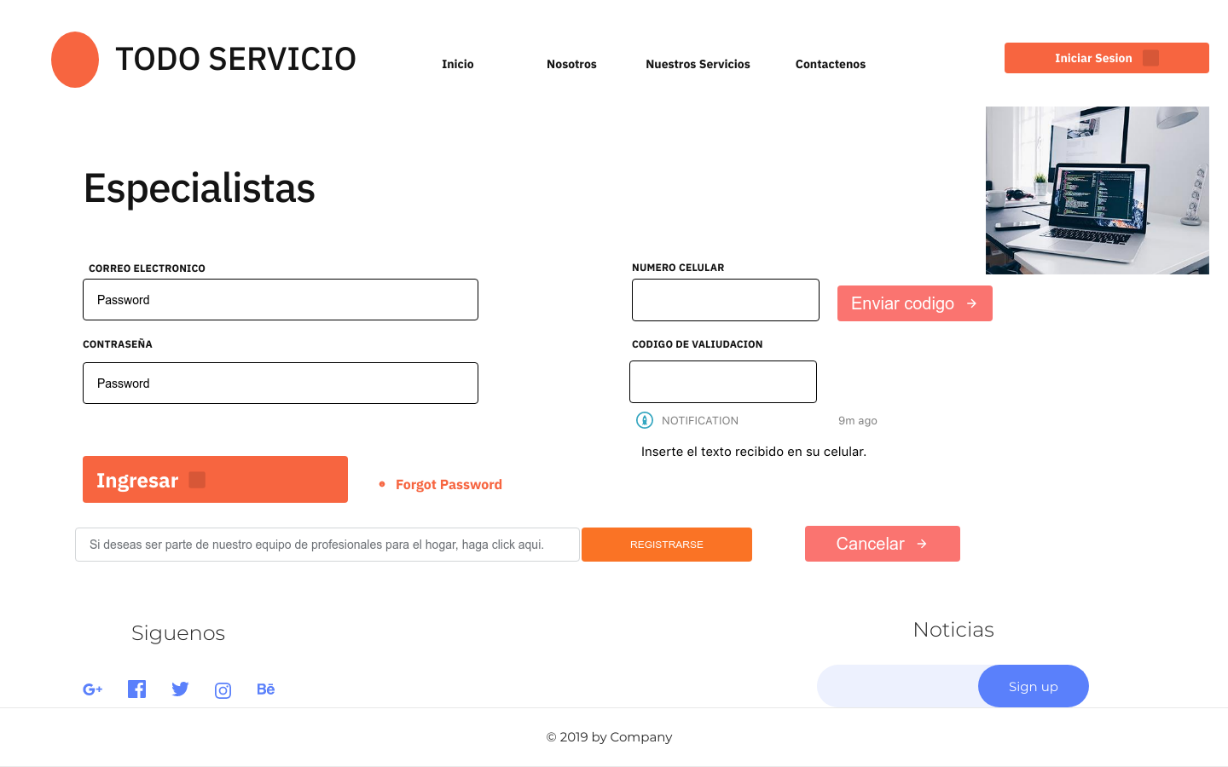 TODO SERVICIO
Inicio
Nosotros
Nuestros Servicios
Contactenos
Iniciar Sesion
Especialistas
CORREO ELECTRONICO
Password
CONTRASEÑA
Password
NUMERO CELULAR
Enviar codigo
CODIGO DE VALIUDACION
NOTIFICATION
9m ago
Inserte el texto recibido en su celular.
Ingresar
Forgot Password
Si deseas ser parte de nuestro equipo de profesionales para el hogar, haga click aqui.
REGISTRARSE
Cancelar
Siguenos
Noticias
G+
Bē
Sign up
© 2019 by Company